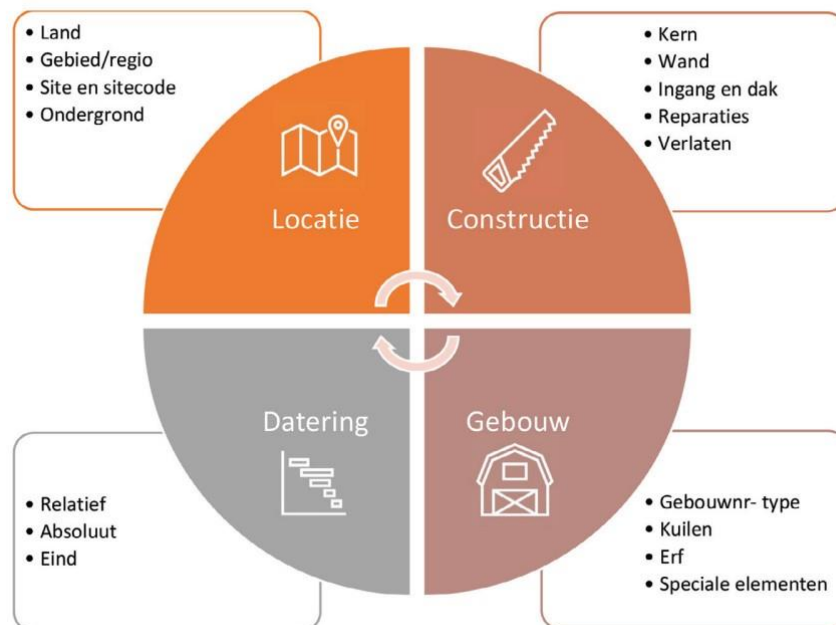 • Land
• Gebied/regio
• Site en sitecode
• Ondergrond
• Kern
• Wand
• Ingang en dak
• Reparaties
• Verlaten
Locatie
Constructie
Datering
Gebouw
• Relatief
• Absoluut
• Eind
• Gebouwnr- type
• Kuilen
• Erf
• Speciale elementen